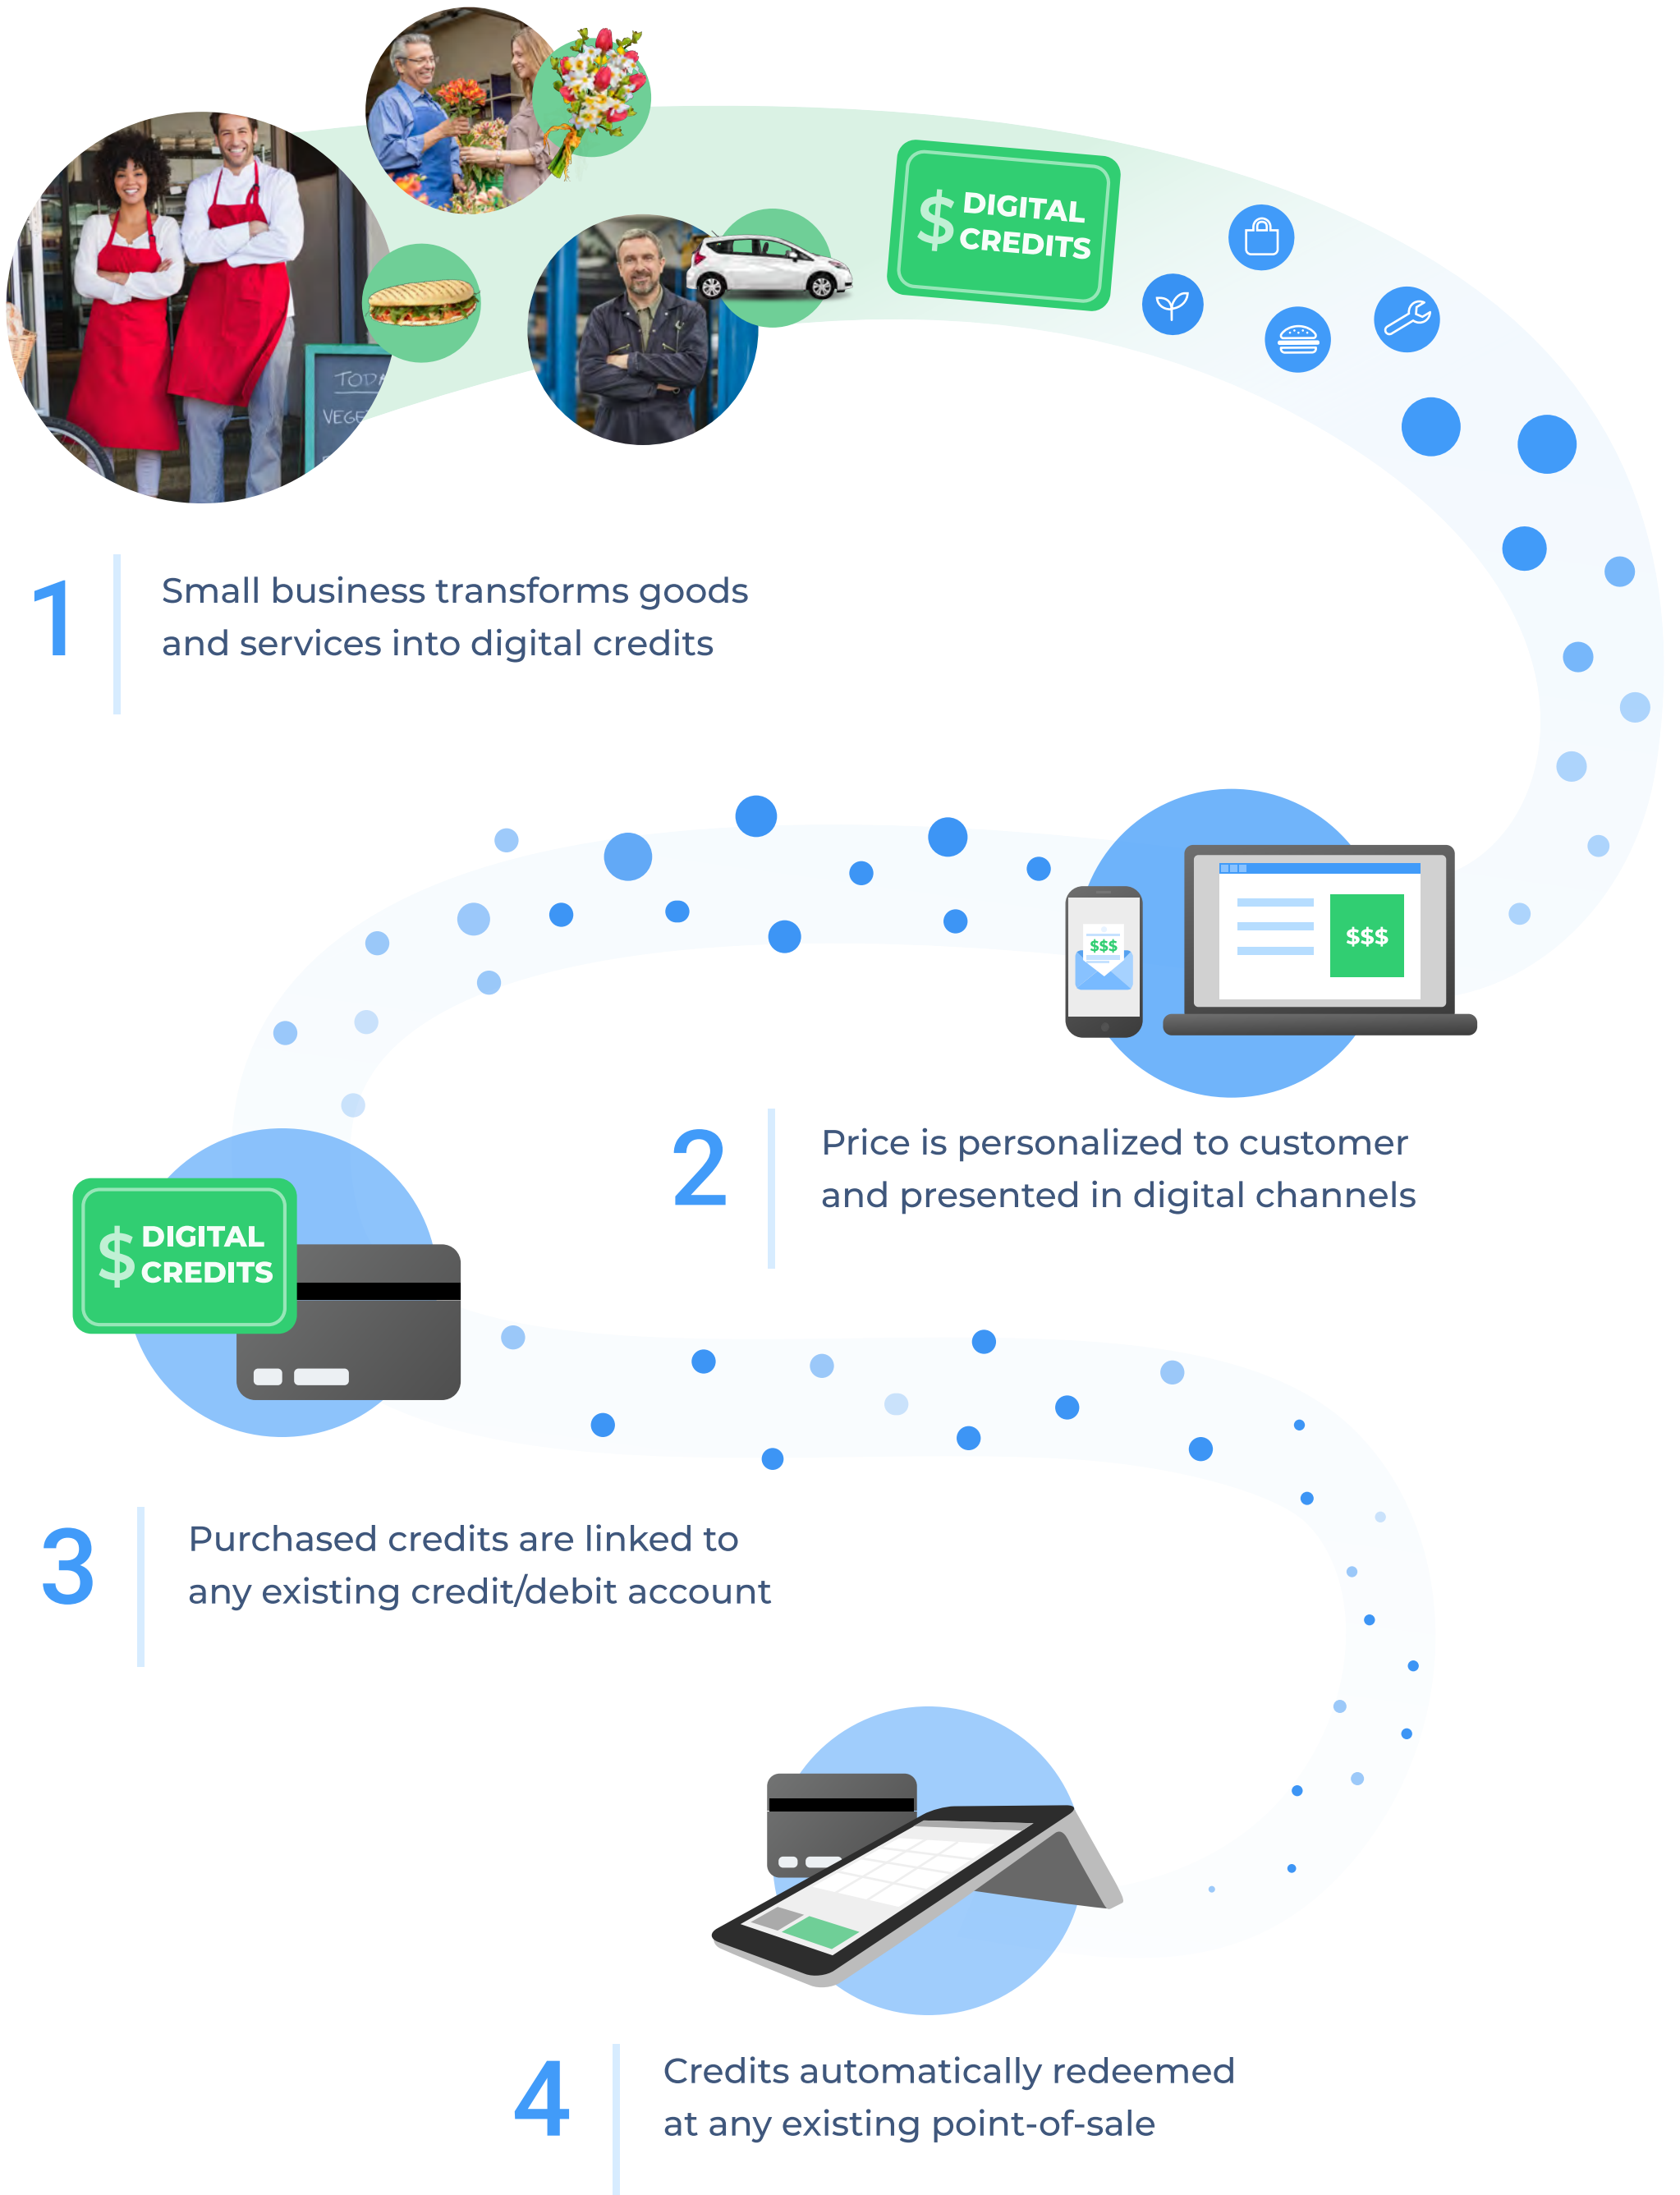 TODA
VEGE
$ DIGITAL
CREDITS
1
Small business transforms goods
and services into digital credits
$$$
$$$
2
Price is personalized to customer
and presented in digital channels
$ DIGITAL
CREDITS
3
Purchased credits are linked to
any existing credit/debit account
4
Credits automatically redeemed
at any existing point-of-sale